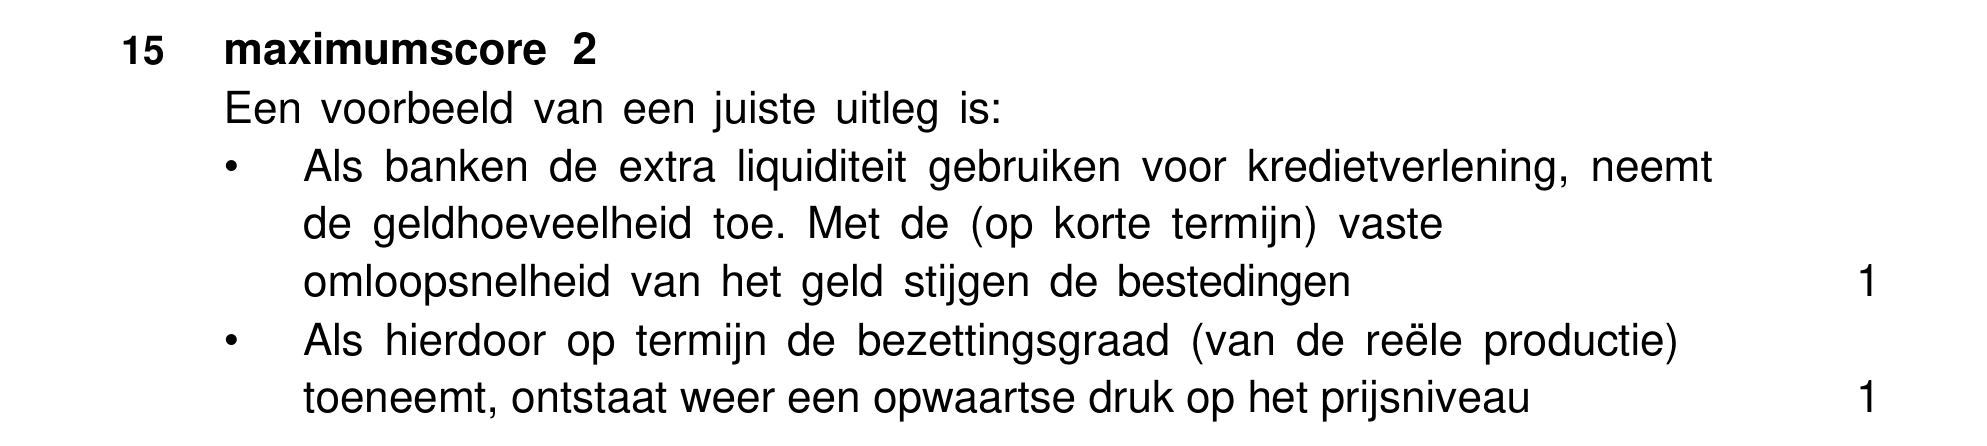 15 maximumscore 2
Een voorbeeld van een juiste uitleg is:
• Als banken de extra liquiditeit gebruiken voor kredietverlening, neemt
de geldhoeveelheid toe. Met de (op korte termijn) vaste
omloopsnelheid van het geld stijgen de bestedingen 1
• Als hierdoor op termijn de bezettingsgraad (van de reële productie)
toeneemt, ontstaat weer een opwaartse druk op het prijsniveau 1